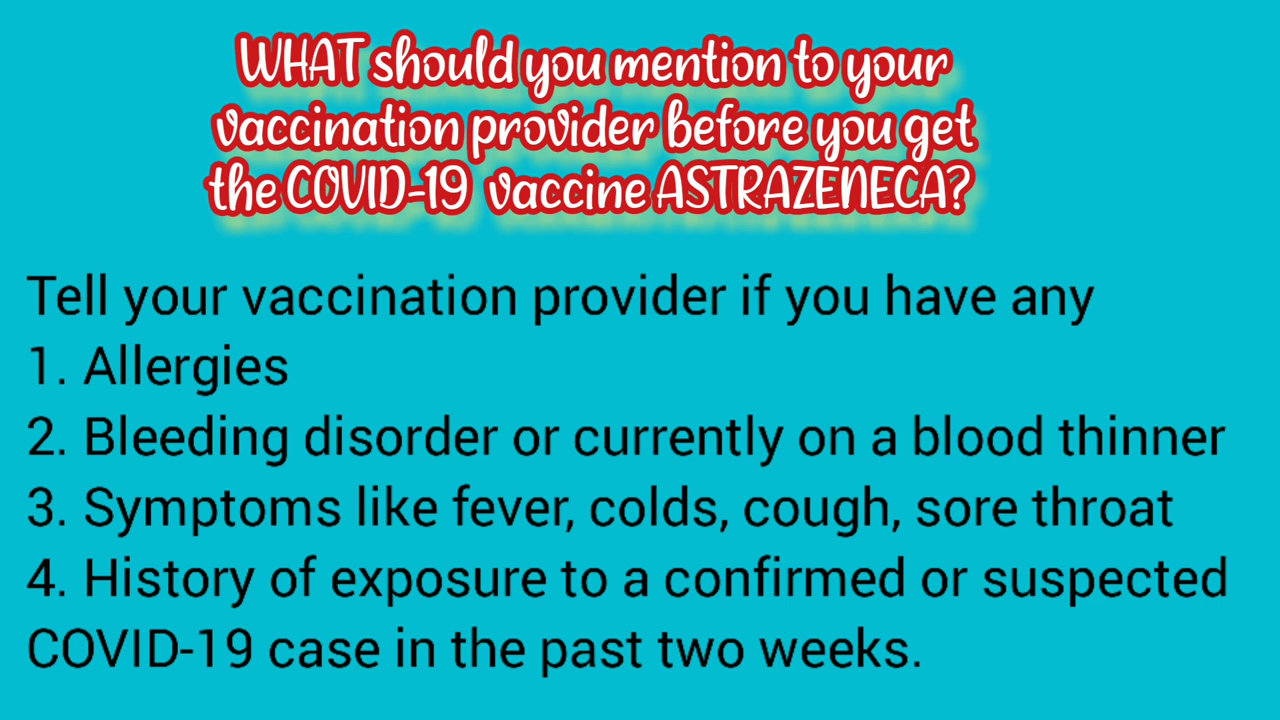 WHAT should you mention to your
vaccination provider before you get
the COVID-19 vaccine ASTRAZENECA?
Tell your vaccination provider if you have any
1. Allergies
2. Bleeding disorder or currently on a blood thinner
3. Symptoms like fever, colds, cough, sore throat
4. History of exposure to a confirmed or suspected
COVID-19 case in the past two weeks.